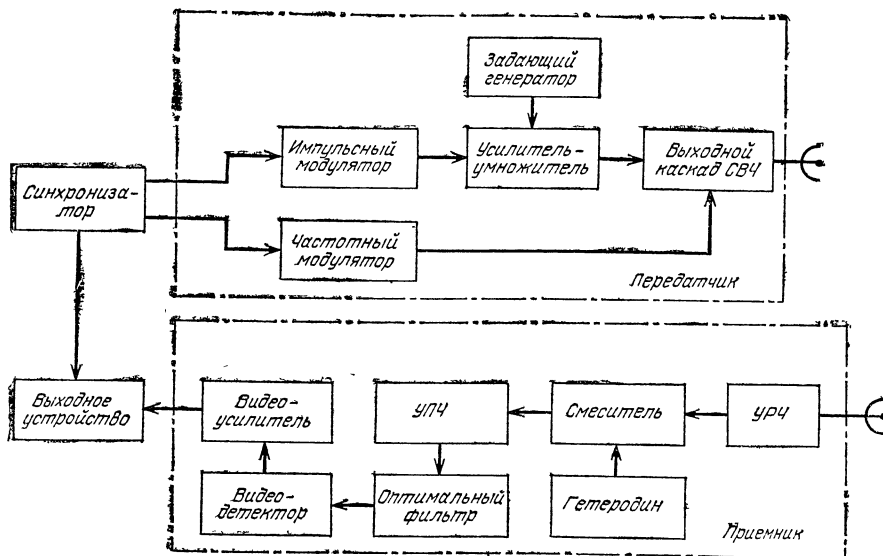 Задающий
генератор
Импульсный
модулятор
Усилитель-
умножитель
Выходной
каскад СВЧ
Синхрониза-
тор
Частотный
модулятор
Передатчик
Выходное
устройство
Видео-
усилитель
УПЧ
Смеситель
УРЧ
Видео-
детектор
Оптимальный
фильтр
Гетеродин
Приемник